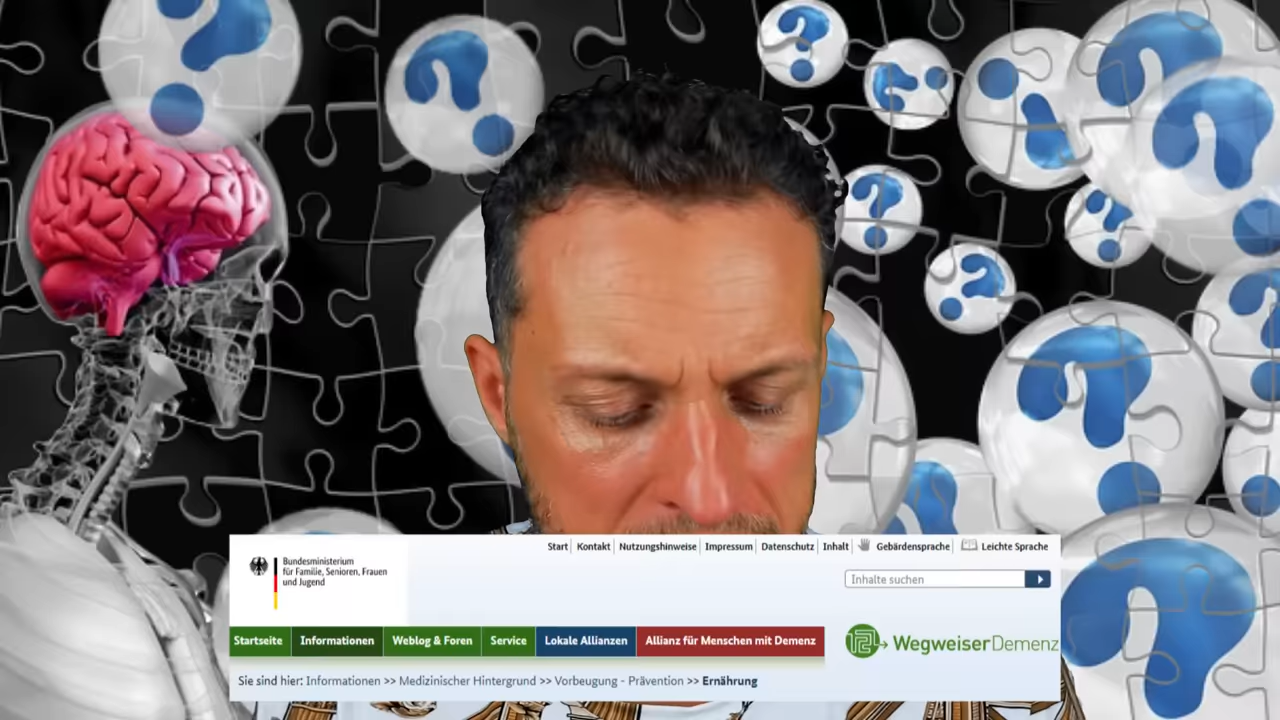 Start Kontakt Nutzungshinweise Impressum Datenschutz Inhalt Gebärdensprache Leichte Sprache
Bundesministerium
für Familie, Senioren, Frauen
und Jugend
Inhalte suchen
Startseite Informationen Weblog & Foren Service Lokale Allianzen Allianz für Menschen mit Demenz
WegweiserDemenz
Sie sind hier: Informationen >> Medizinischer Hintergrund >> Vorbeugung - Prävention >> Ernährung